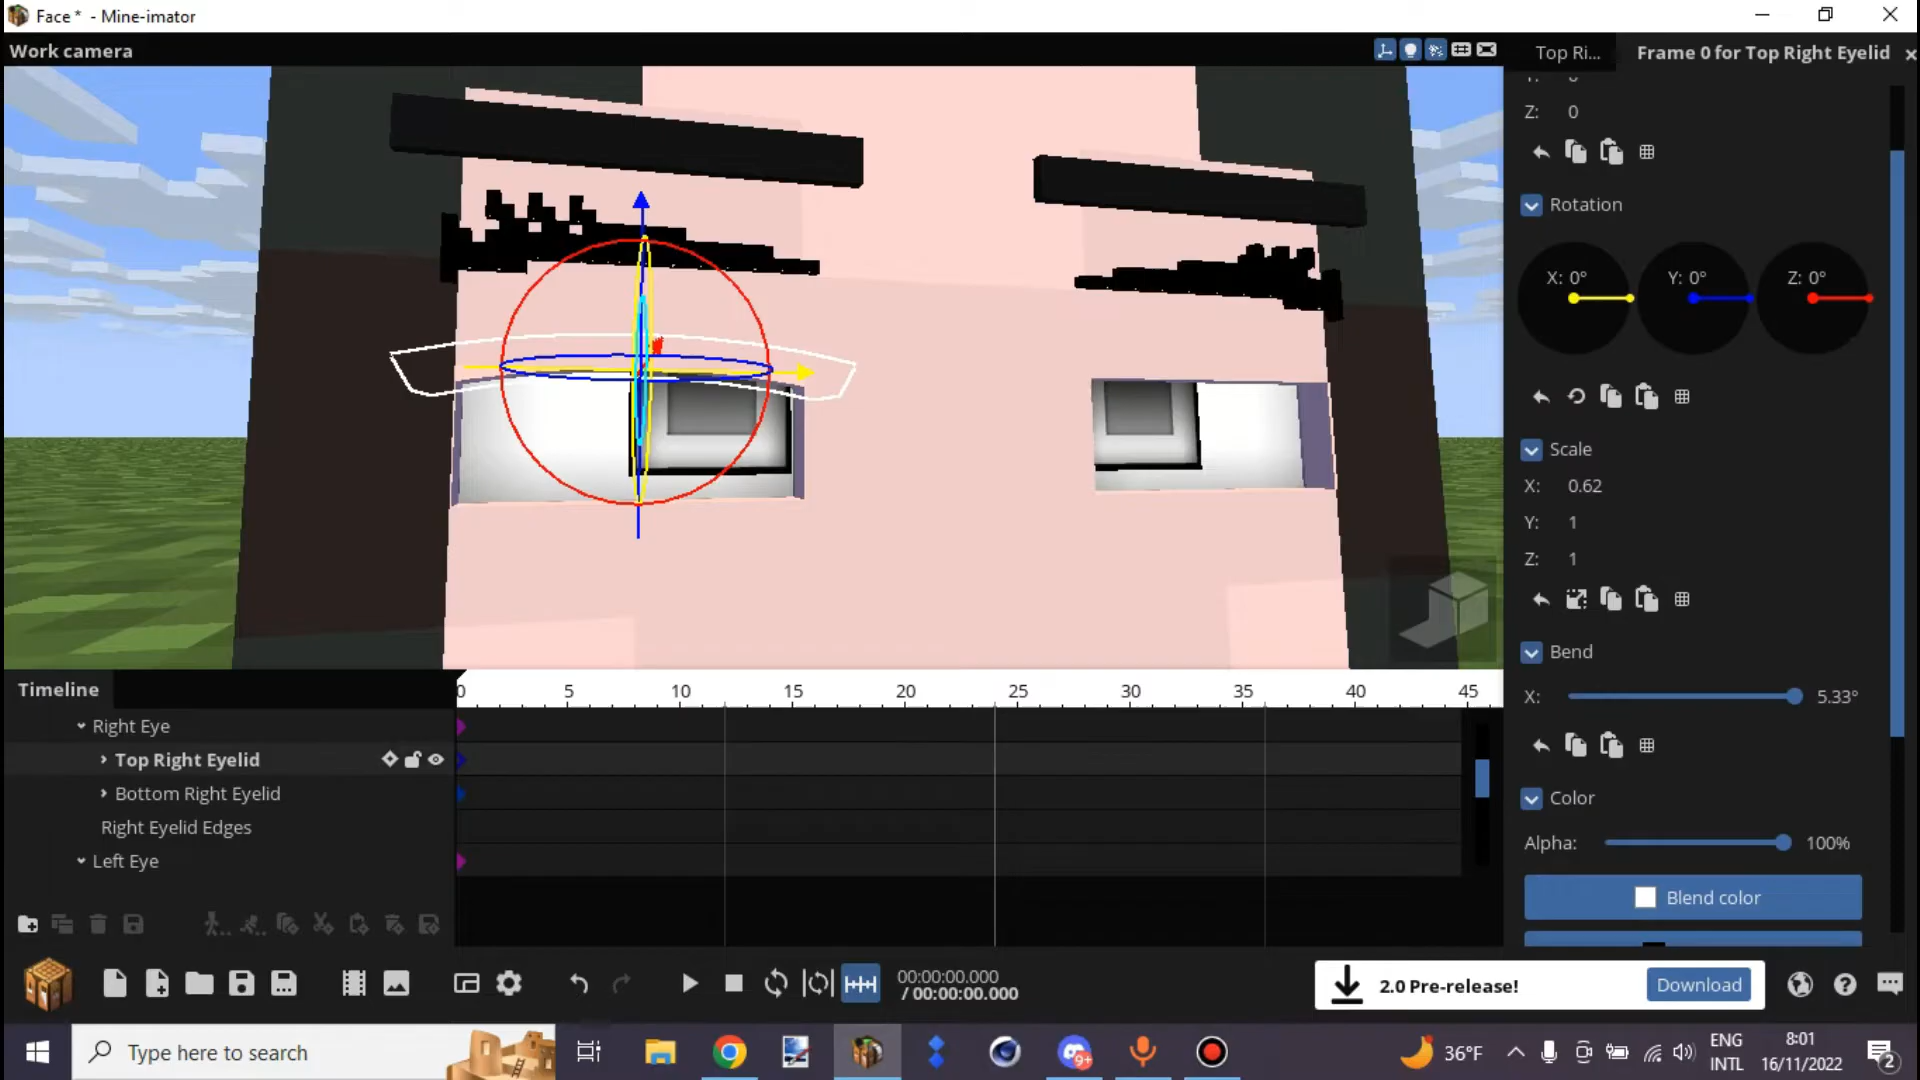 Face * - Mine-imator
Work camera
Top Ri...
Frame 0 for Top Right Eyelid
Z: 0
Rotation
X: 0°
Y: 0°
Z: 0°
Scale
X: 0.62
Y: 1
Z: 1
Bend
X: 5.33°
Color
Alpha: 100%
Blend color
Timeline
0 5 10 15 20 25 30 35 40 45
Right Eye
Top Right Eyelid
Bottom Right Eyelid
Right Eyelid Edges
Left Eye
00:00:00.000
/ 00:00:00.000
2.0 Pre-release!
Download
Type here to search
9+
36°F
ENG
INTL
8:01
16/11/2022
2